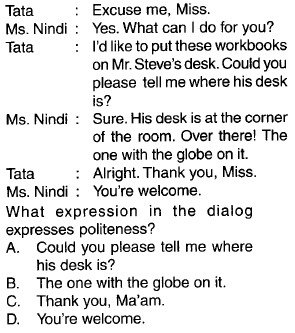 Tata : Excuse me, Miss.
Ms. Nindi : Yes. What can I do for you?
Tata : I'd like to put these workbooks
on Mr. Steve's desk. Could you
please tell me where his desk
is?
Ms. Nindi : Sure. His desk is at the corner
of the room. Over there! The
one with the globe on it.
Tata : Alright. Thank you, Miss.
Ms. Nindi : You're welcome.
What expression in the dialog
expresses politeness?
A. Could you please tell me where
his desk is?
B. The one with the globe on it.
C. Thank you, Ma'am.
D. You're welcome.